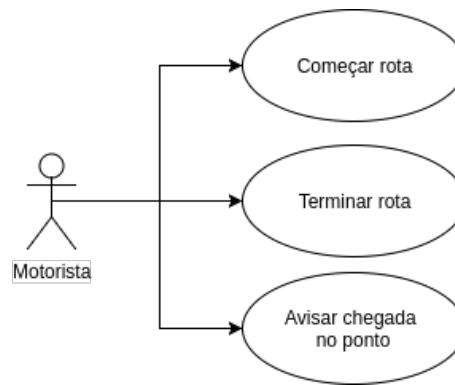 Começar rota
Terminar rota
Motorista
Avisar chegada
no ponto